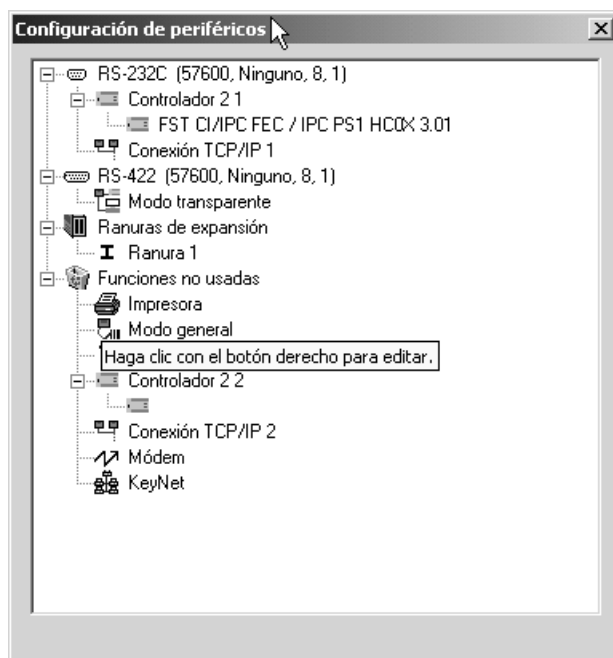 Configuración de periféricos
RS-232C (57600, Ninguno, 8, 1)
Controlador 2 1
FST CI/IPC FEC / IPC PS1 HC0X 3.01
Conexión TCP/IP 1
RS-422 (57600, Ninguno, 8, 1)
Modo transparente
Ranuras de expansión
Ranura 1
Funciones no usadas
Impresora
Modo general
Haga clic con el botón derecho para editar.
Controlador 2 2
Conexión TCP/IP 2
Módem
KeyNet